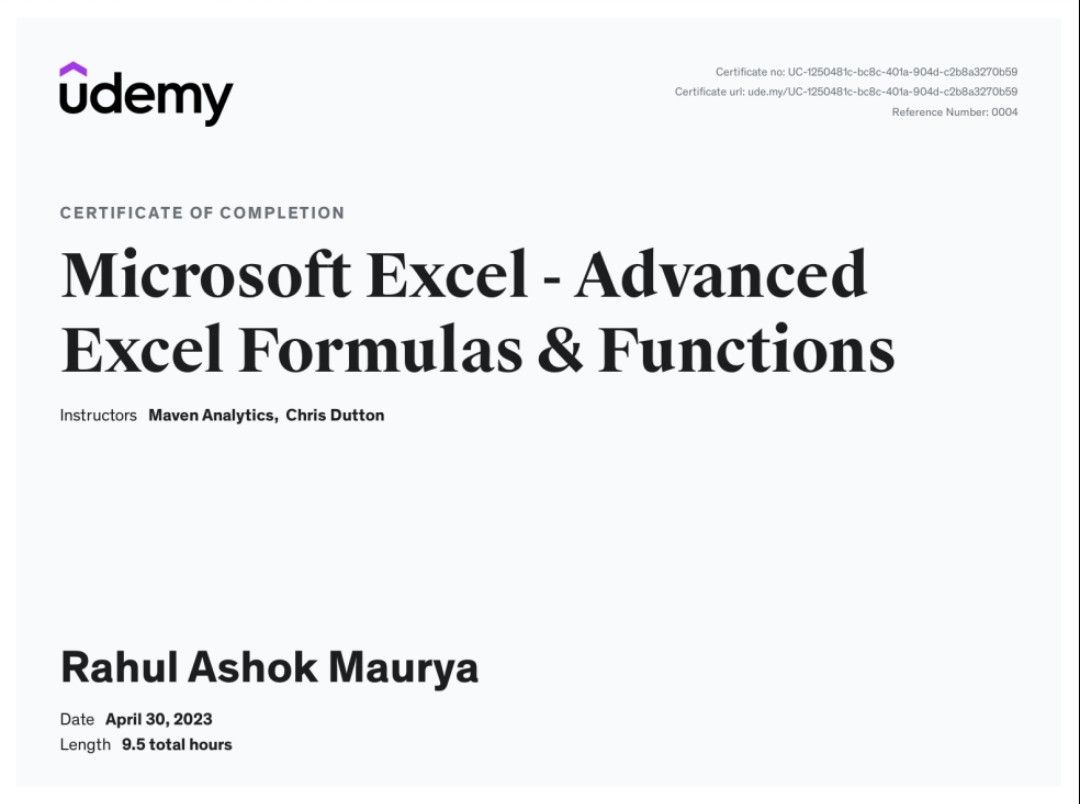 udemy
Certificate no: UC-1250481c-bc8c-401a-904d-c2b8a3270b59
Certificate url: ude.my/UC-1250481c-bc8c-401a-904d-c2b8a3270b59
Reference Number: 0004
CERTIFICATE OF COMPLETION
Microsoft Excel - Advanced
Excel Formulas & Functions
Instructors Maven Analytics, Chris Dutton
Rahul Ashok Maurya
Date April 30, 2023
Length 9.5 total hours